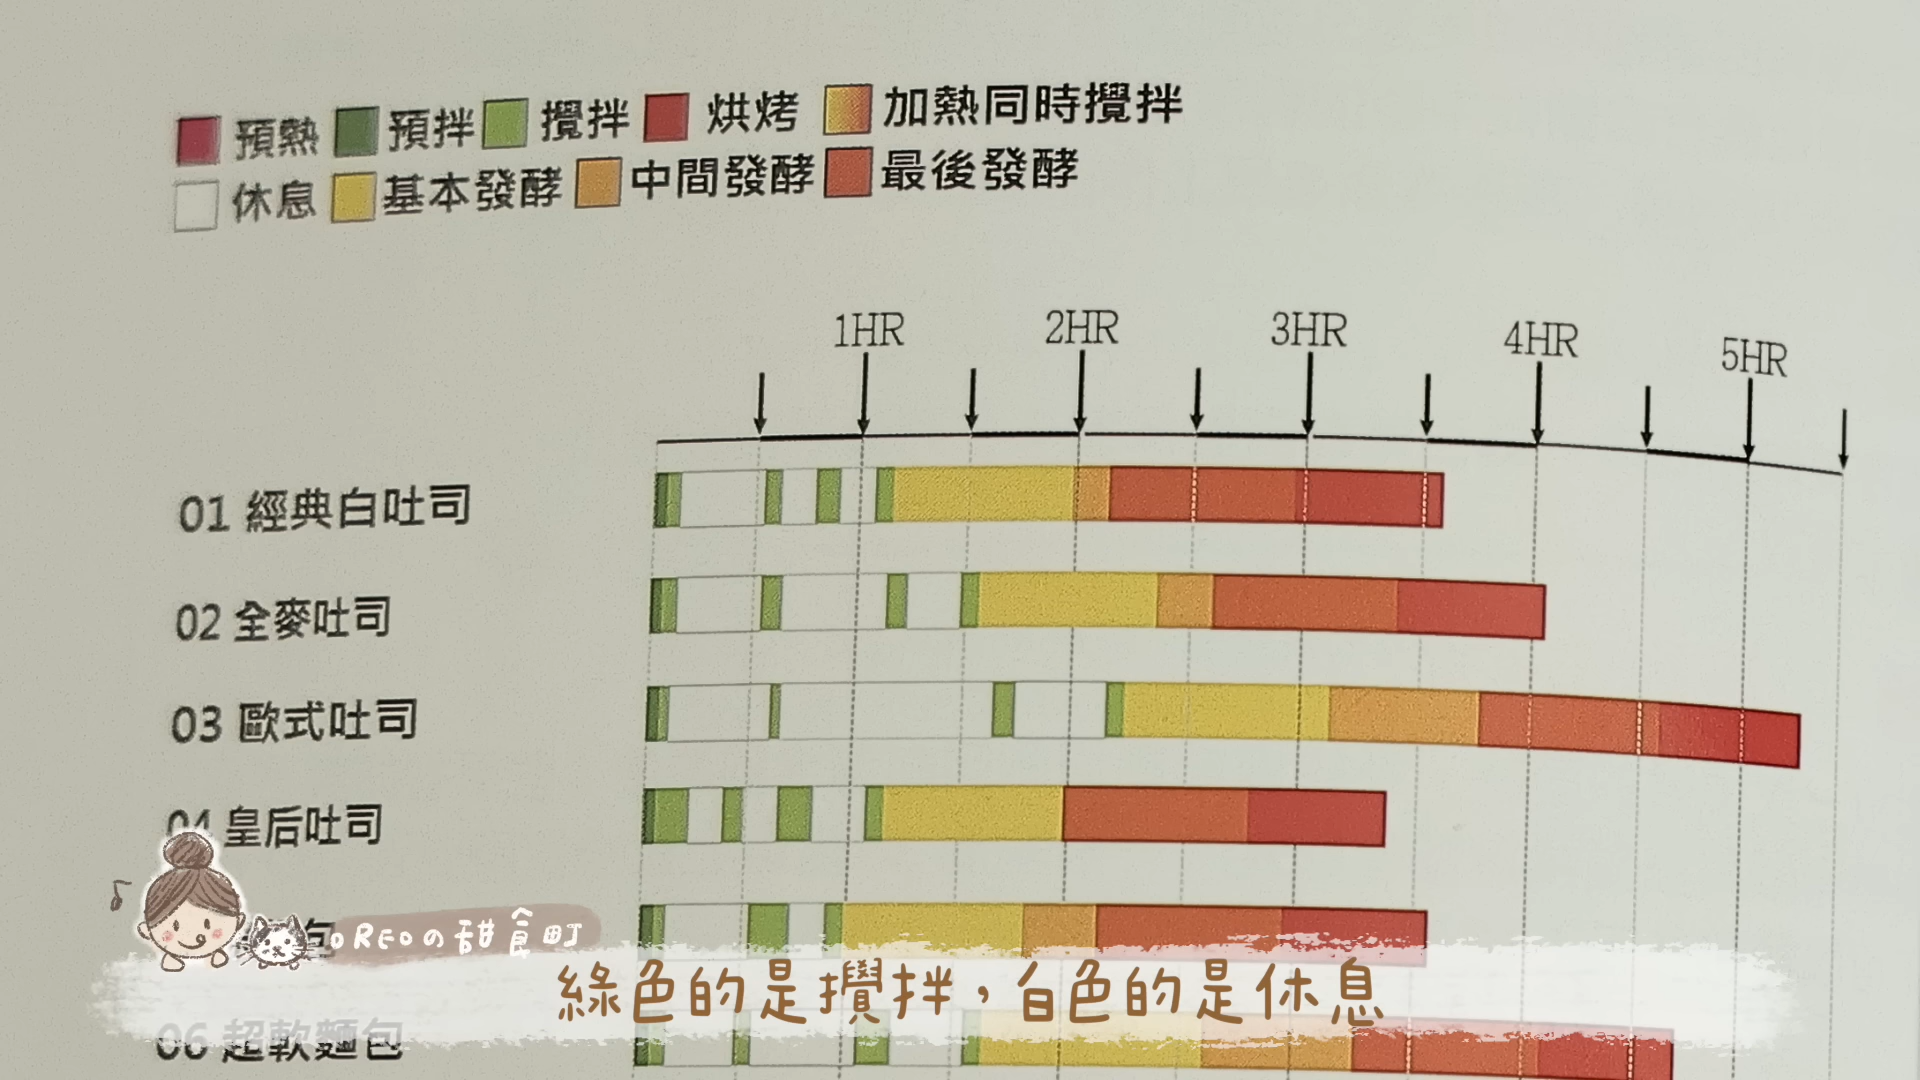 預熱 預拌 攪拌 烘烤 加熱同時攪拌
休息 基本發酵 中間發酵 最後發酵
1HR 2HR 3HR 4HR 5HR
01 經典白吐司
02 全麥吐司
03 歐式吐司
04 皇后吐司
包
OREOの甜食町
綠色的是攪拌，白色的是休息
06 超軟麵包